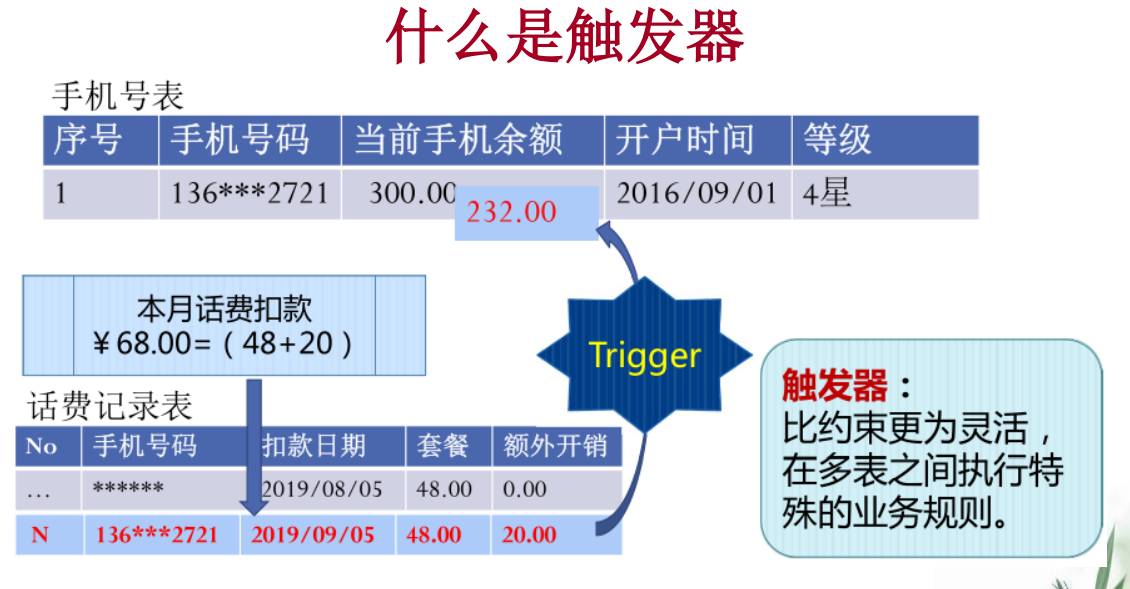 什么是触发器
手机号表
序号 手机号码 当前手机余额 开户时间 等级
1 136***2721 300.00 2016/09/01 4星
232.00
本月话费扣款
￥68.00=（48+20）
Trigger
触发器：
比约束更为灵活，
在多表之间执行特
殊的业务规则。
话费记录表
No 手机号码 扣款日期 套餐 额外开销
… ****** 2019/08/05 48.00 0.00
N 136***2721 2019/09/05 48.00 20.00